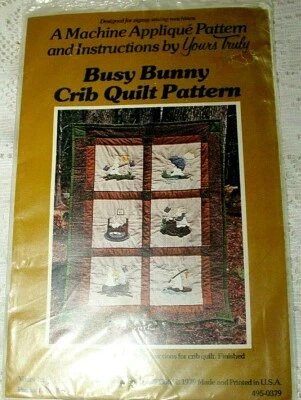 Designed for zigzag sewing machines
A Machine Appliqué Pattern
and Instructions by Yours Truly
Busy Bunny
Crib Quilt Pattern
for crib quilt. Finished
Made and Printed in U.S.A.
495-0379